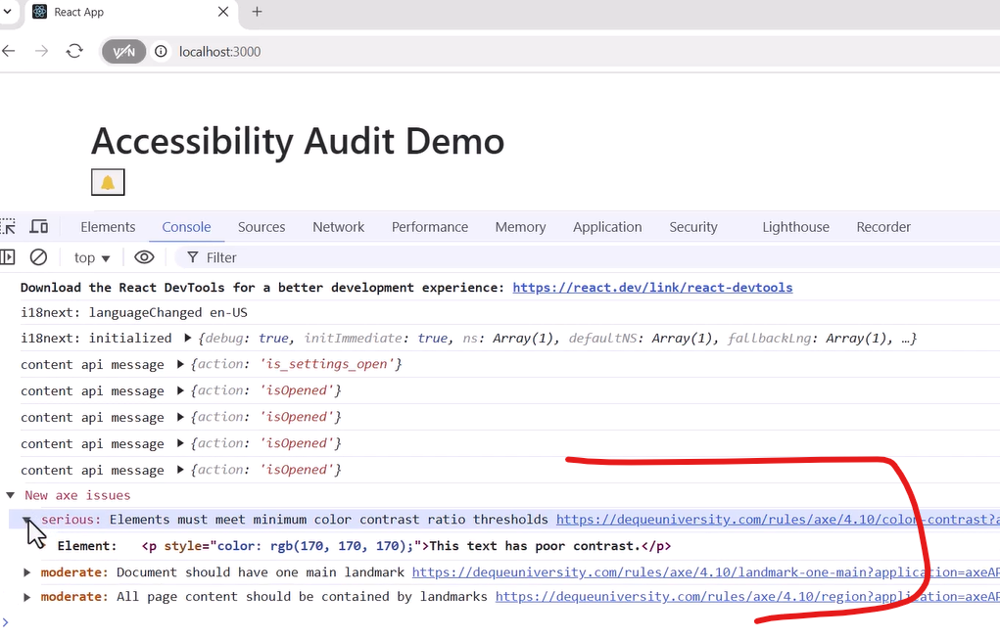 React App
VPN
localhost:3000
Accessibility Audit Demo
Elements Console Sources Network Performance Memory Application Security Lighthouse Recorder
top Filter
Download the React DevTools for a better development experience: https://react.dev/link/react-devtools
i18next: languageChanged en-US
i18next: initialized ▶ {debug: true, initImmediate: true, ns: Array(1), defaultNS: Array(1), fallbackLng: Array(1), …}
content api message ▶ {action: 'is_settings_open'}
content api message ▶ {action: 'isOpened'}
content api message ▶ {action: 'isOpened'}
content api message ▶ {action: 'isOpened'}
content api message ▶ {action: 'isOpened'}
▼ New axe issues
▼ serious: Elements must meet minimum color contrast ratio thresholds https://dequeuniversity.com/rules/axe/4.10/color-contrast?a
Element: <p style="color: rgb(170, 170, 170);">This text has poor contrast.</p>
▶ moderate: Document should have one main landmark https://dequeuniversity.com/rules/axe/4.10/landmark-one-main?application=axeAP
▶ moderate: All page content should be contained by landmarks https://dequeuniversity.com/rules/axe/4.10/region?application=axeAP